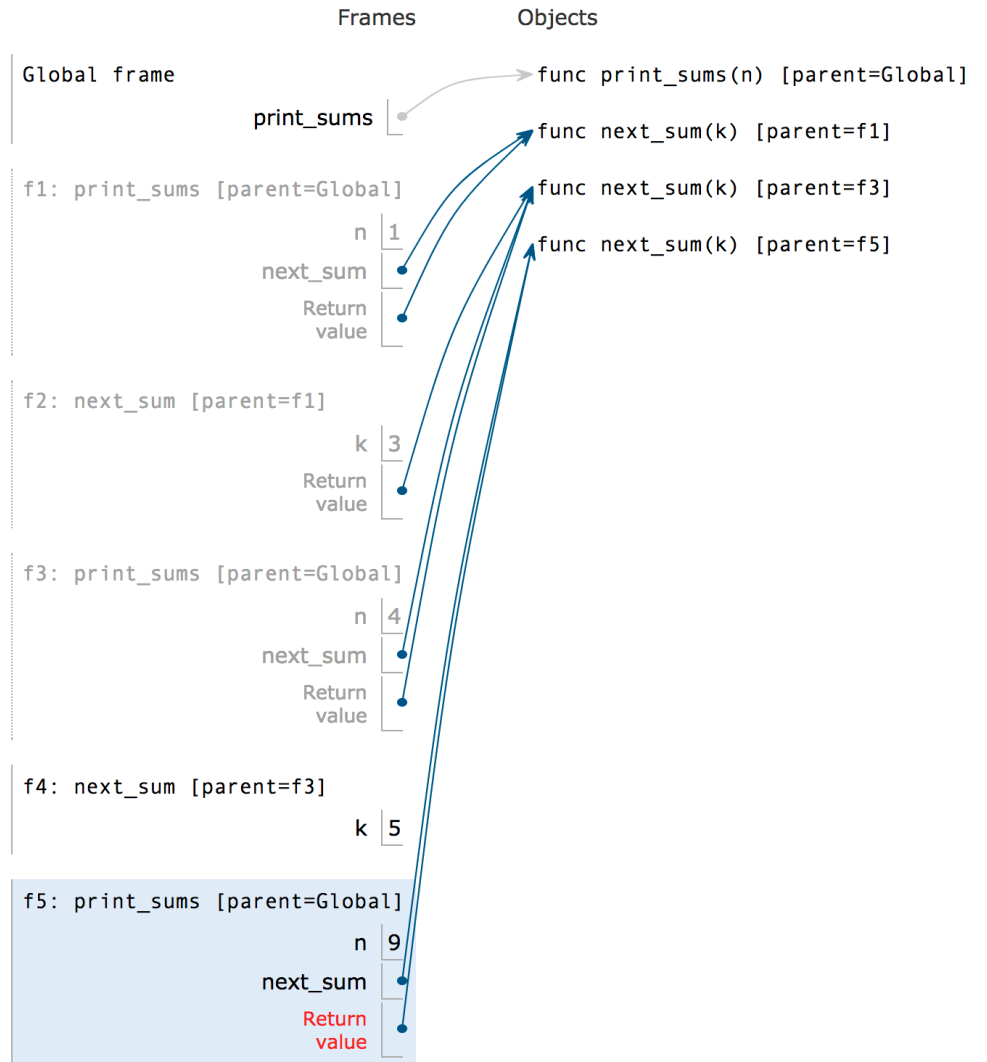 Frames Objects
Global frame
print_sums
func print_sums(n) [parent=Global]
func next_sum(k) [parent=f1]
func next_sum(k) [parent=f3]
func next_sum(k) [parent=f5]
f1: print_sums [parent=Global]
n 1
next_sum
Return
value
f2: next_sum [parent=f1]
k 3
Return
value
f3: print_sums [parent=Global]
n 4
next_sum
Return
value
f4: next_sum [parent=f3]
k 5
f5: print_sums [parent=Global]
n 9
next_sum
Return
value